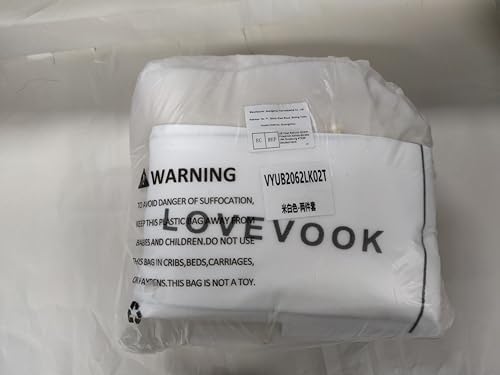 EC REP
VYUB2062LK02T
米白色-两件套
WARNING
TO AVOID DANGER OF SUFFOCATION,
KEEP THIS PLASTIC BAG AWAY FROM
BABIES AND CHILDREN.DO NOT USE
THIS BAG IN CRIBS,BEDS,CARRIAGES,
THIS BAG IS NOT A TOY.
LOVEVOOK